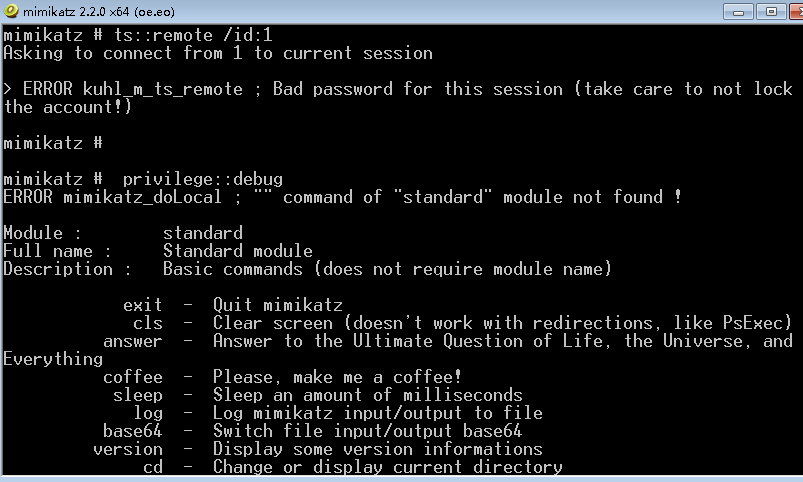 mimikatz 2.2.0 x64 (oe.eo)
mimikatz # ts::remote /id:1
Asking to connect from 1 to current session
> ERROR kuhl_m_ts_remote ; Bad password for this session (take care to not lock
the account!)
mimikatz #
mimikatz #  privilege::debug
ERROR mimikatz_doLocal ; "" command of "standard" module not found !
Module :        standard
Full name :     Standard module
Description :   Basic commands (does not require module name)
exit  -  Quit mimikatz
cls  -  Clear screen (doesn't work with redirections, like PsExec)
answer  -  Answer to the Ultimate Question of Life, the Universe, and
Everything
coffee  -  Please, make me a coffee!
sleep  -  Sleep an amount of milliseconds
log  -  Log mimikatz input/output to file
base64  -  Switch file input/output base64
version  -  Display some version informations
cd  -  Change or display current directory